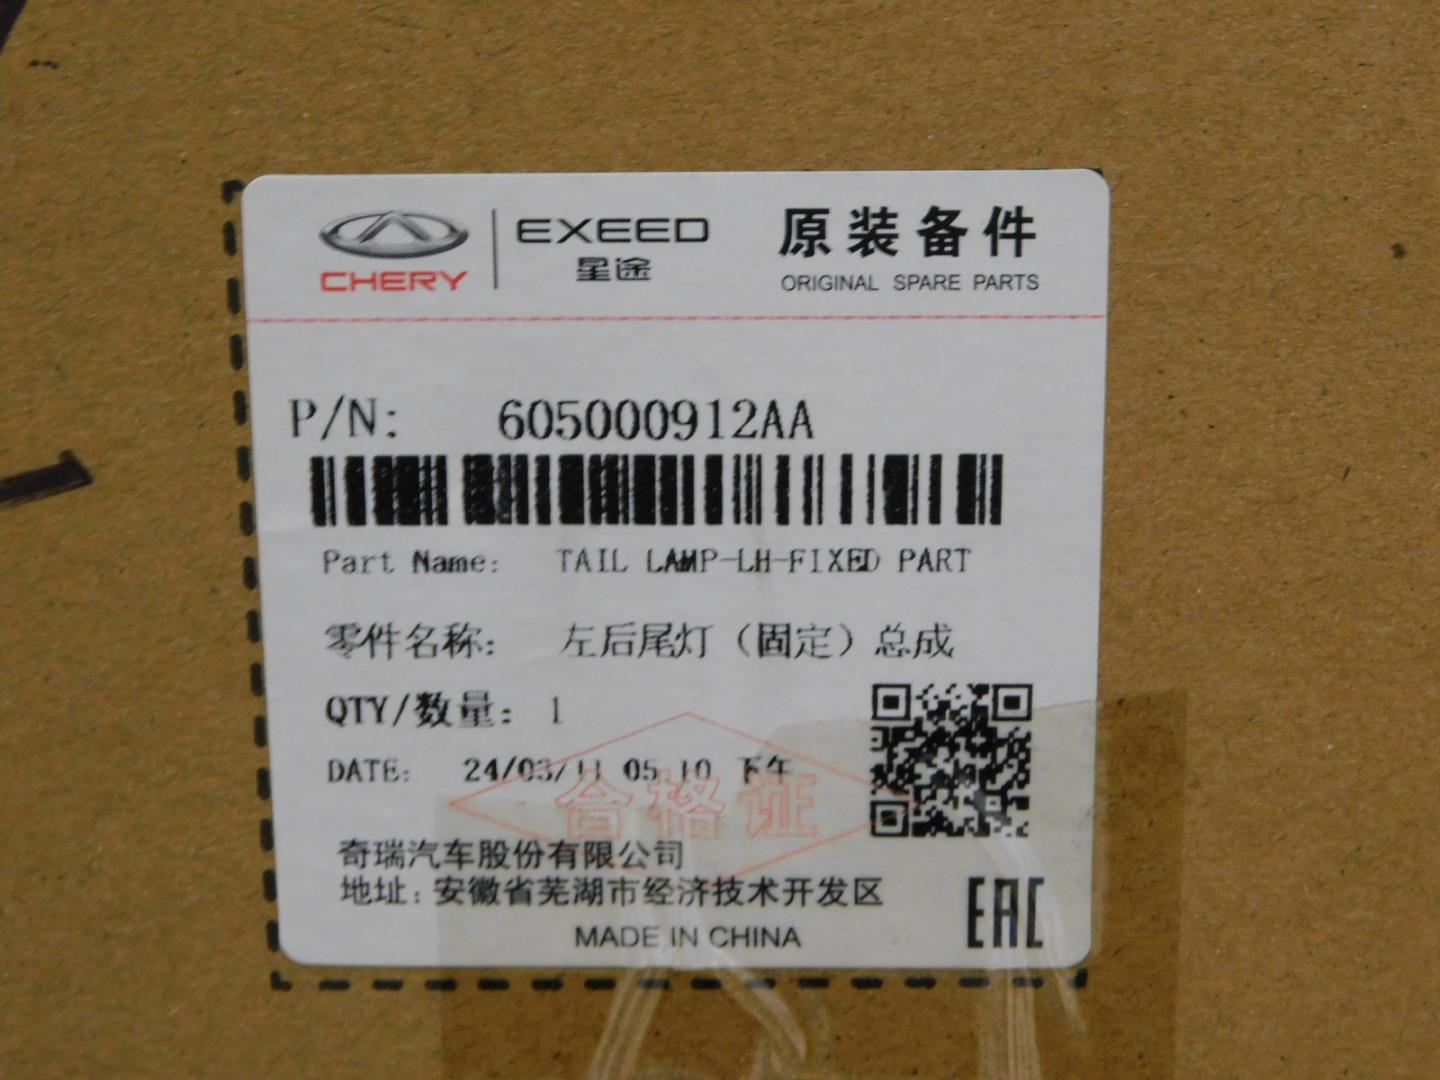 CHERY
EXEED
星途
原装备件
ORIGINAL SPARE PARTS
P/N: 605000912AA
Part Name: TAIL LAMP-LH-FIXED PART
零件名称: 左后尾灯（固定）总成
QTY/数量: 1
DATE: 24/03/11 05 10 下午
合格证
奇瑞汽车股份有限公司
地址: 安徽省芜湖市经济技术开发区
MADE IN CHINA
EAC